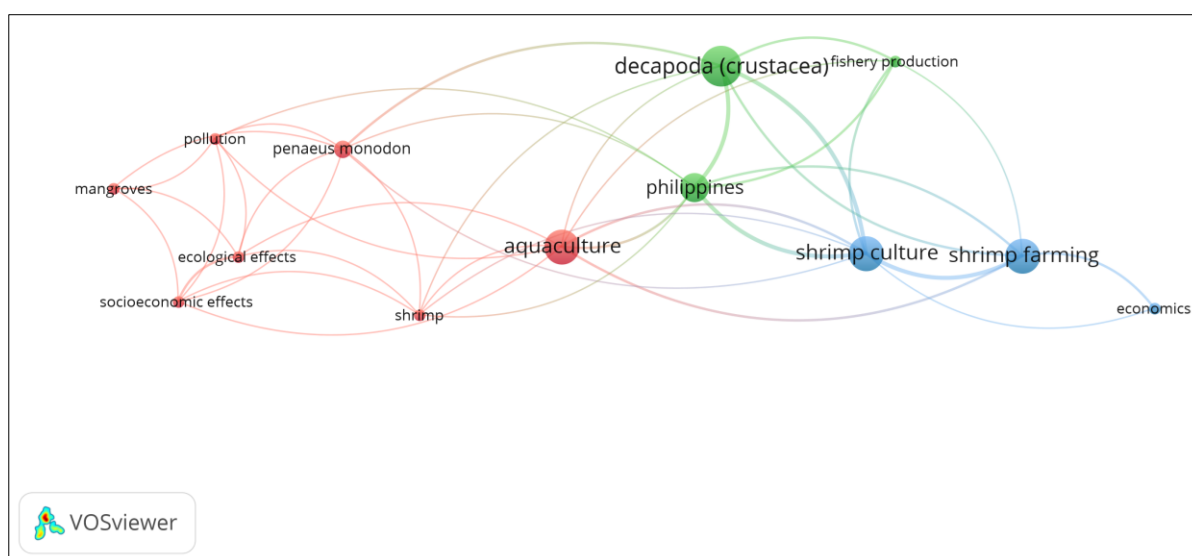 decapoda (crustacea)
fishery production
pollution
penaeus monodon
mangroves
philippines
aquaculture
shrimp culture
shrimp farming
ecological effects
socioeconomic effects
shrimp
economics
VOSviewer